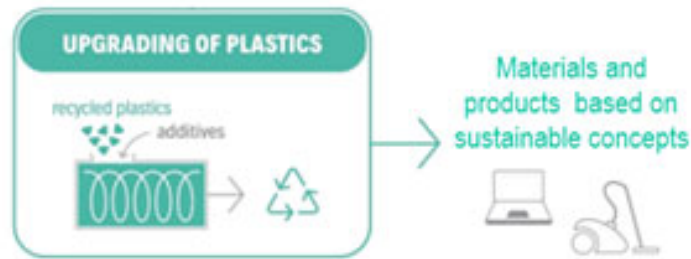 UPGRADING OF PLASTICS
recycled plastics
additives
Materials and
products based on
sustainable concepts